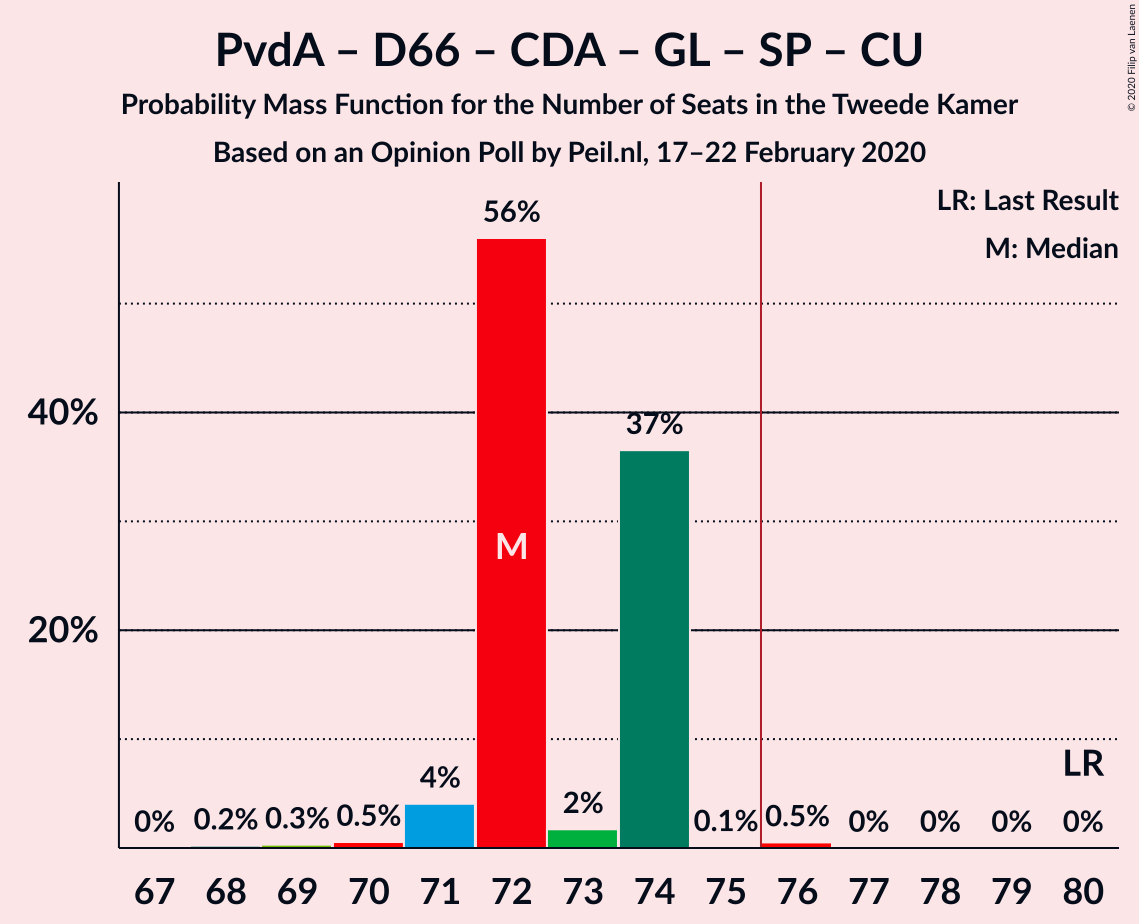 PvdA – D66 – CDA – GL – SP – CU
Probability Mass Function for the Number of Seats in the Tweede Kamer
Based on an Opinion Poll by Peil.nl, 17–22 February 2020
© 2020 Filip van Laenen
LR: Last Result
M: Median
56%
40%
37%
M
20%
LR
0% 0.2% 0.3% 0.5% 4% 2% 0.1% 0.5% 0% 0% 0% 0%
67 68 69 70 71 72 73 74 75 76 77 78 79 80